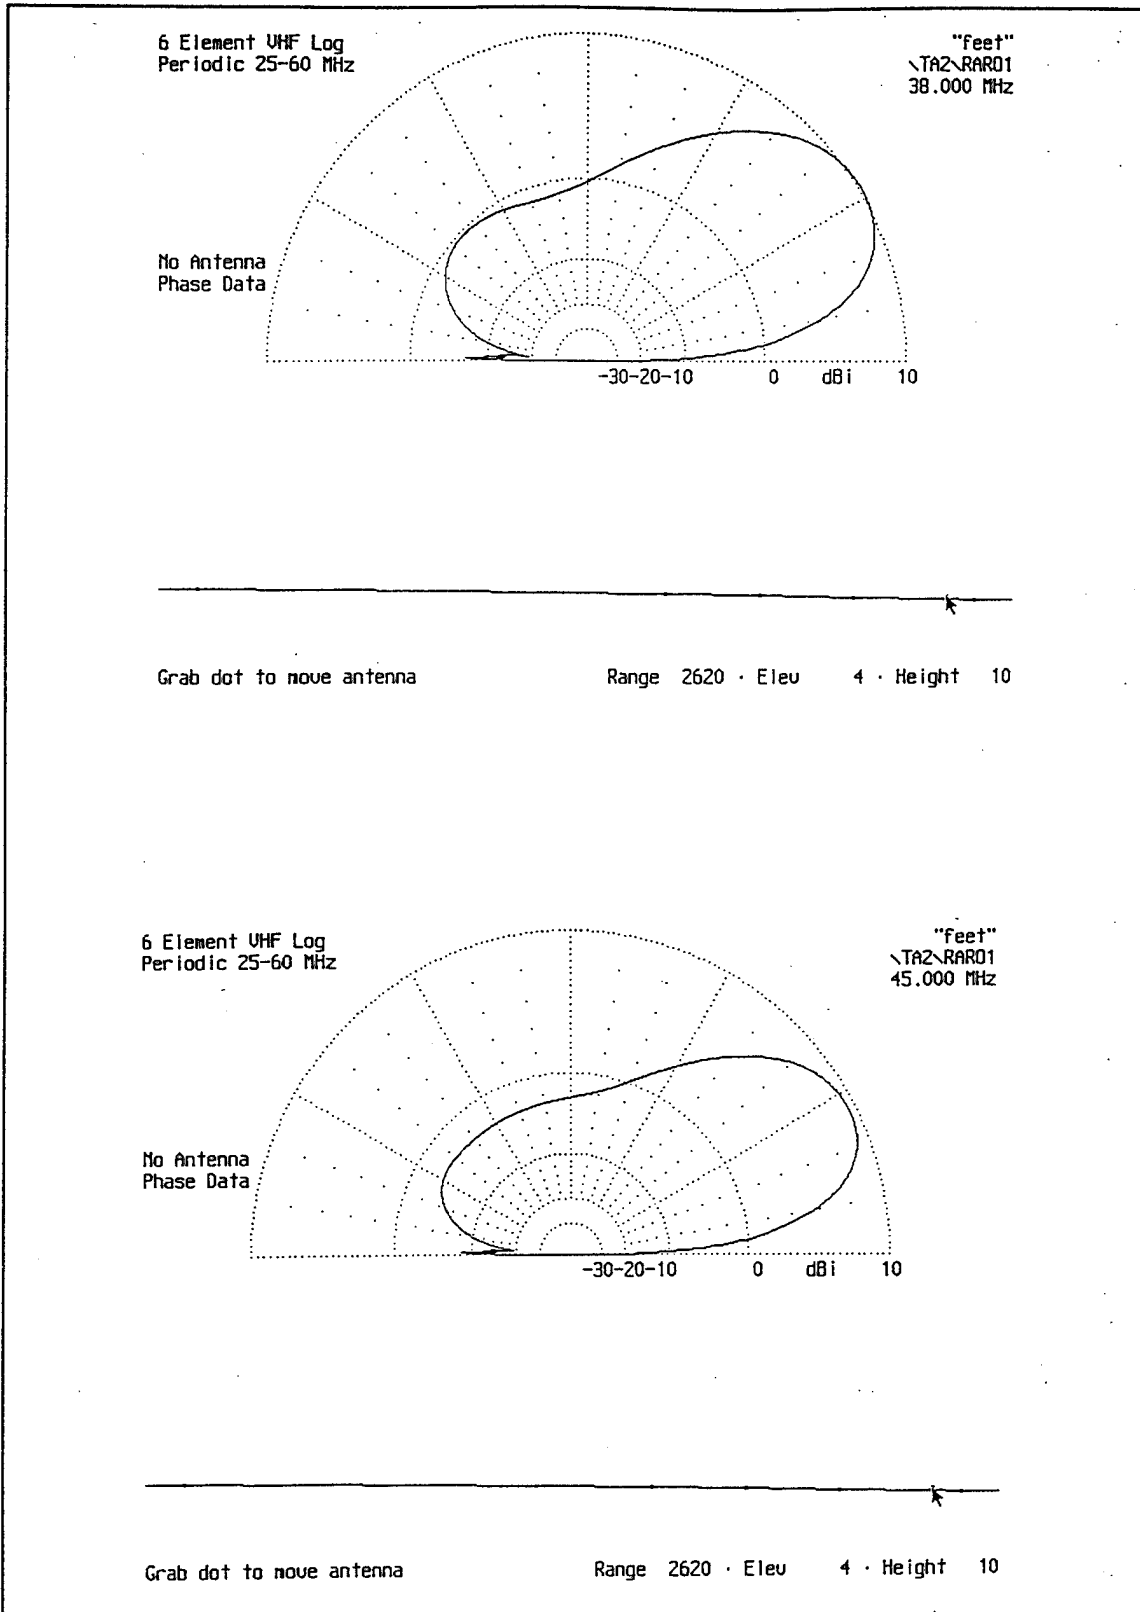 6 Element VHF Log
Periodic 25-60 MHz
"feet"
\TA2\RARO1
38.000 MHz
No Antenna
Phase Data
-30-20-10 0 dBi 10
Grab dot to move antenna
Range 2620 · Elev 4 · Height 10
6 Element VHF Log
Periodic 25-60 MHz
"feet"
\TA2\RARO1
45.000 MHz
No Antenna
Phase Data
-30-20-10 0 dBi 10
Grab dot to move antenna
Range 2620 · Elev 4 · Height 10